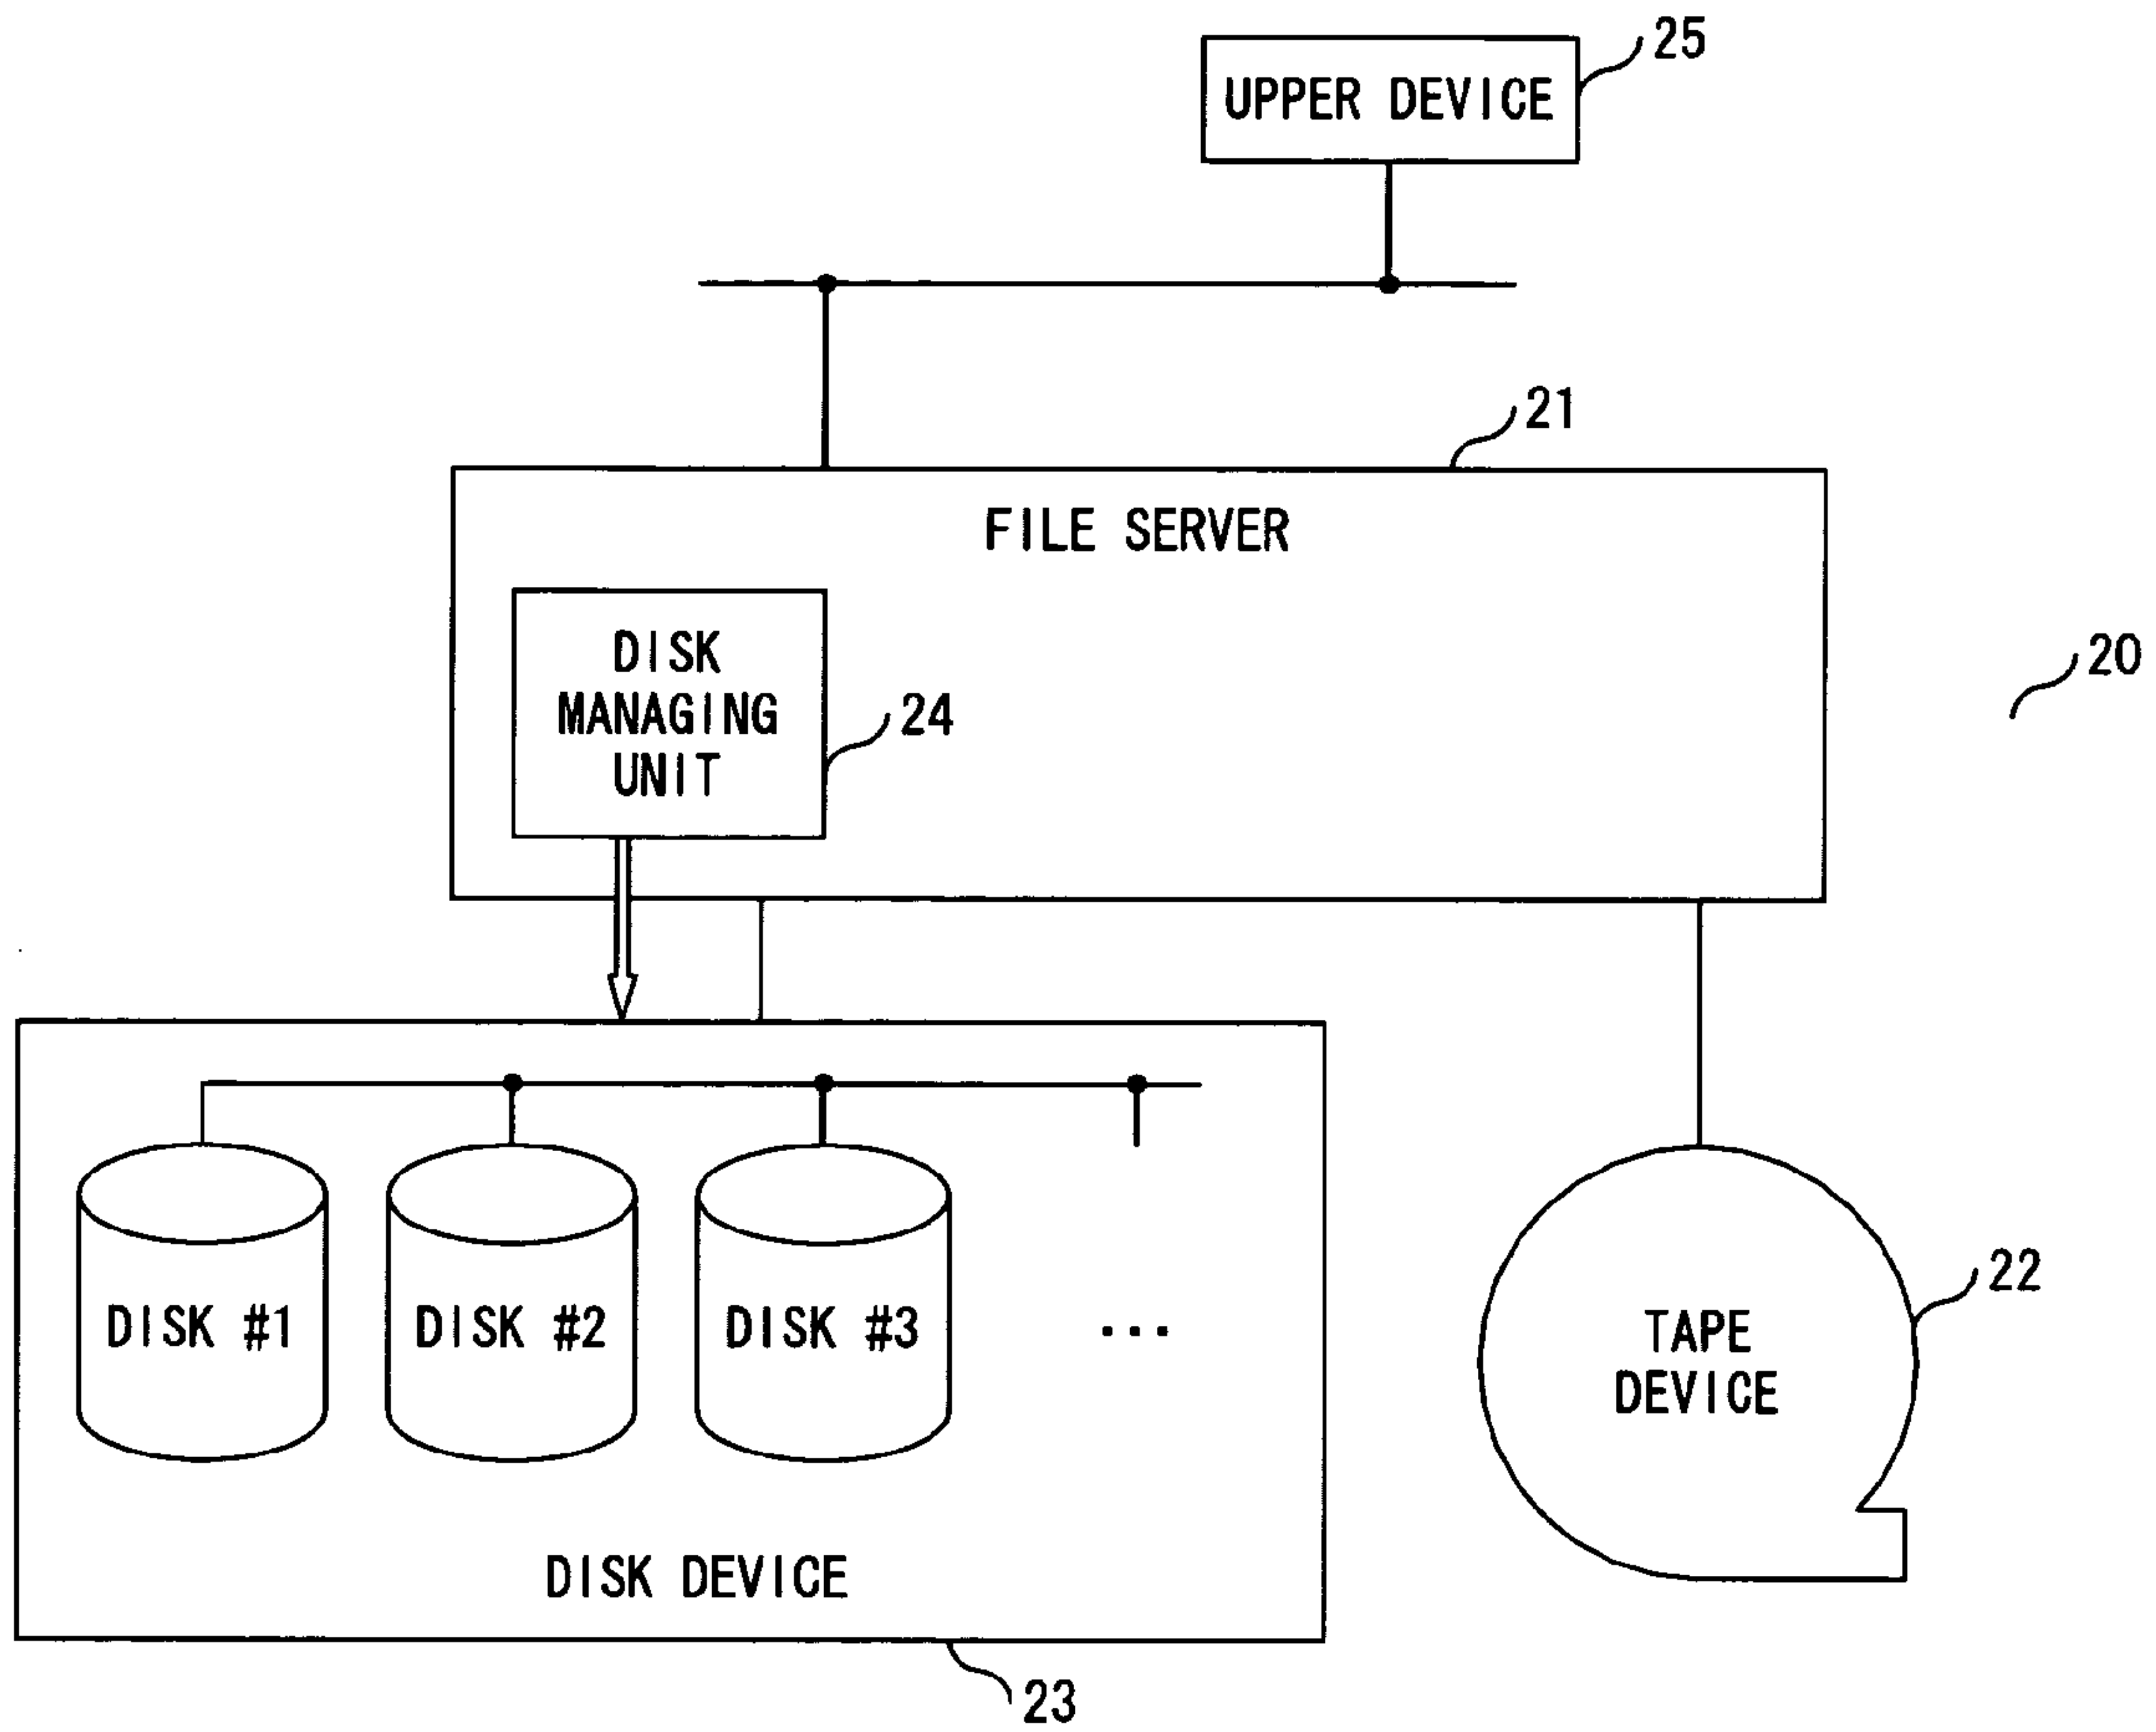 25
UPPER DEVICE
21
FILE SERVER
DISK
MANAGING
UNIT
24
20
DISK #1
DISK #2
DISK #3
...
TAPE
DEVICE
22
DISK DEVICE
23